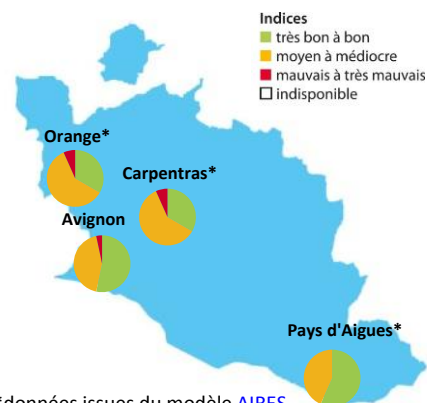 Indices
très bon à bon
moyen à médiocre
mauvais à très mauvais
indisponible
Orange*
Carpentras*
Avignon
Pays d'Aigues*
*données issues du modèle AIRES